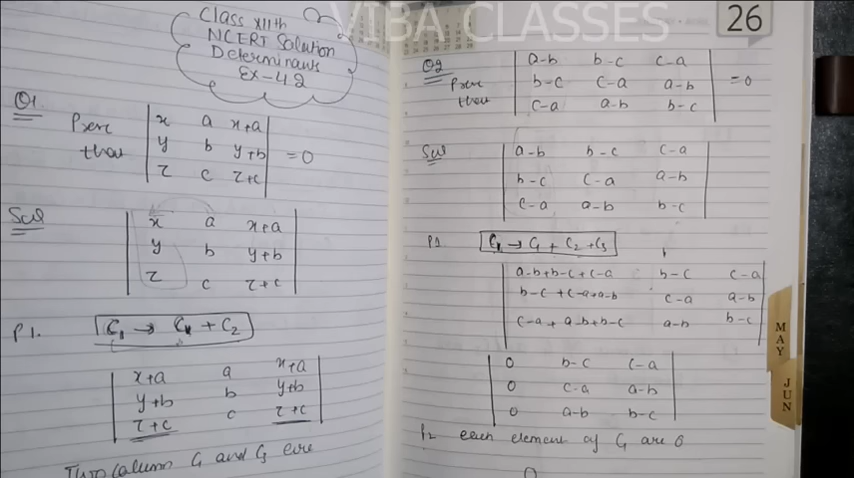 VIBA CLASSES
26
Class XIIth
NCERT Solution
Determinants
Ex-4.2
Q1.
Prove that
| x a x+a |
| y b y+b | = 0
| z c z+c |
Sol
| x a x+a |
| y b y+b |
| z c z+c |
P1. C1 → C1 + C2
| x+a a x+a |
| y+b b y+b |
| z+c c z+c |
Two column C1 and C3 are
Q2
Prove that
| a-b b-c c-a |
| b-c c-a a-b | = 0
| c-a a-b b-c |
Sol
| a-b b-c c-a |
| b-c c-a a-b |
| c-a a-b b-c |
P1. C1 → C1 + C2 + C3
| a-b+b-c+c-a b-c c-a |
| b-c+c-a+a-b c-a a-b |
| c-a+a-b+b-c a-b b-c |
| 0 b-c c-a |
| 0 c-a a-b |
| 0 a-b b-c |
P2 each element of C1 are 0
MAY
JUN